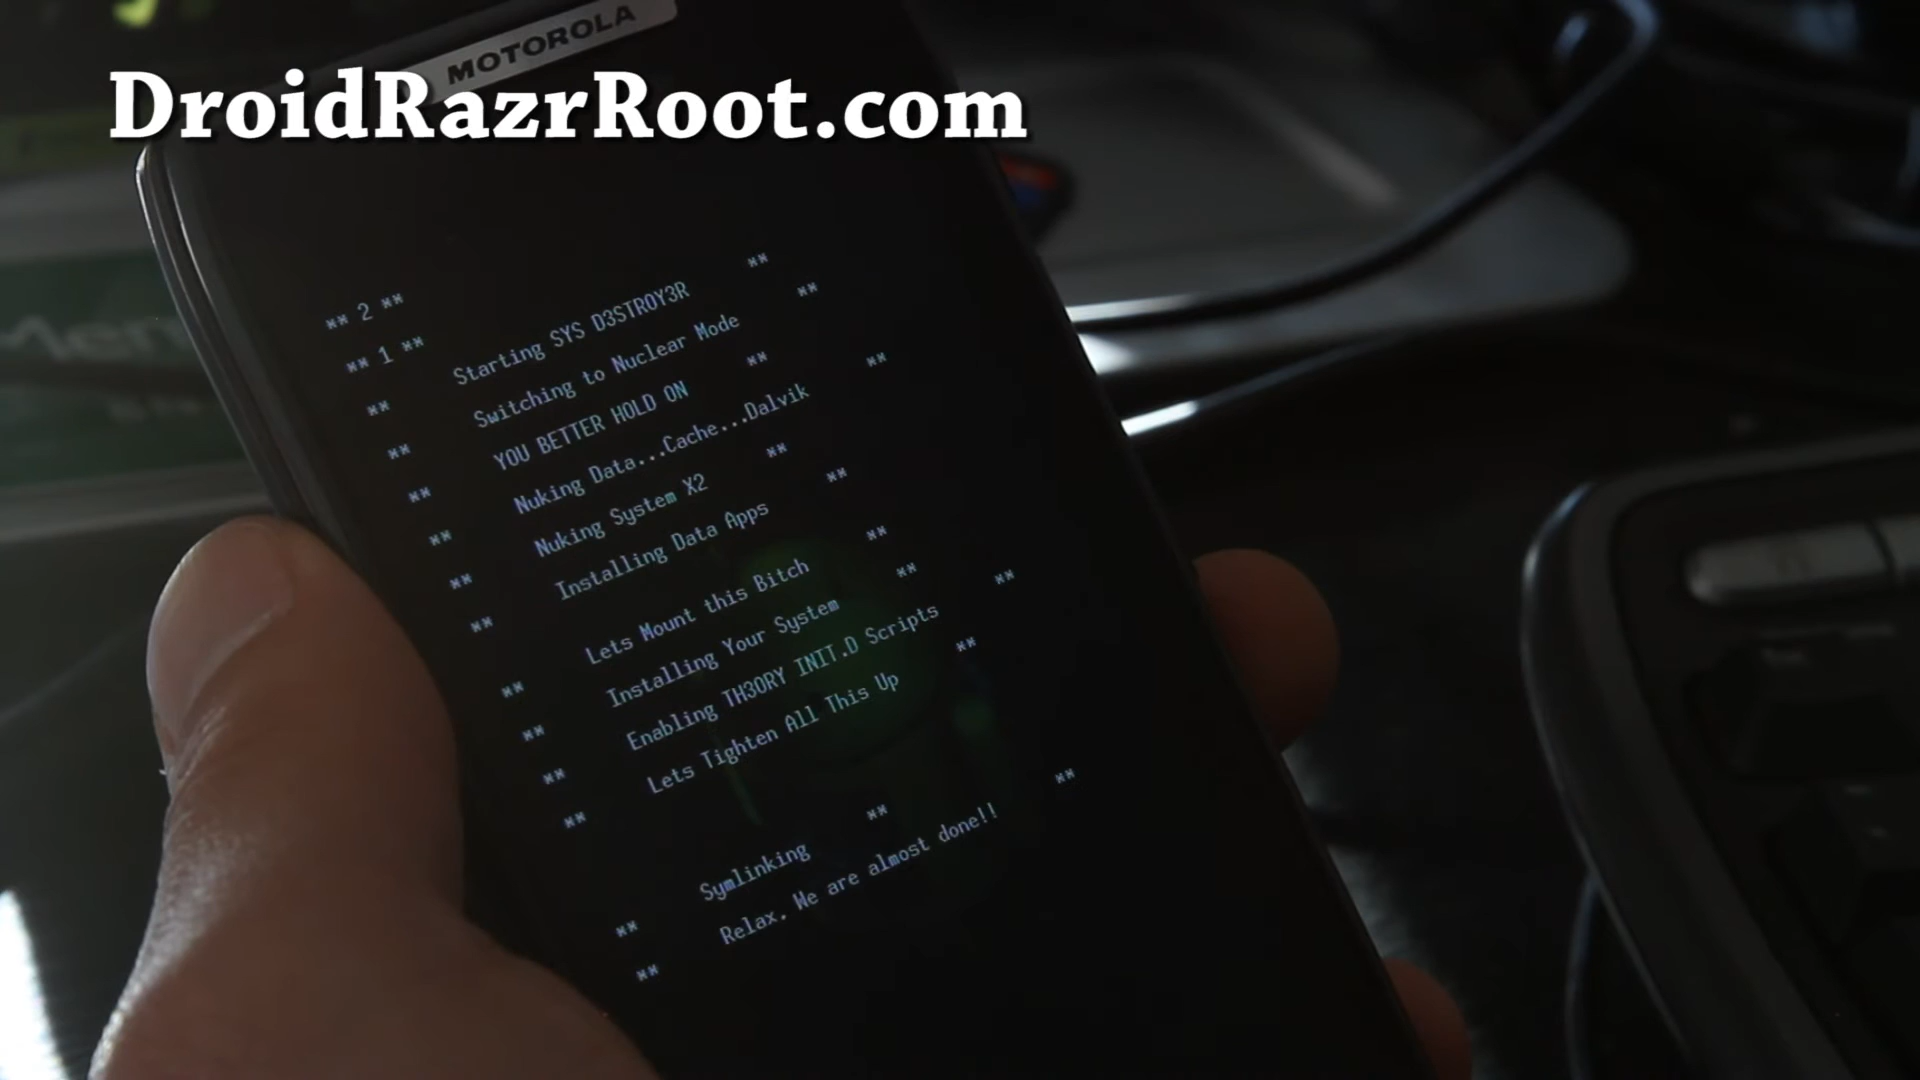 MOTOROLA
DroidRazrRoot.com
** 2 **
** 1 **
** Starting SYS D3STROY3R **
** Switching to Nuclear Mode **
** YOU BETTER HOLD ON **
** Nuking Data...Cache...Dalvik **
** Nuking System X2 **
** Installing Data Apps **
** Lets Mount this Bitch **
** Installing Your System **
** Enabling TH3ORY INIT.D Scripts **
** Lets Tighten All This Up **
** Symlinking **
** Relax. We are almost done!! **